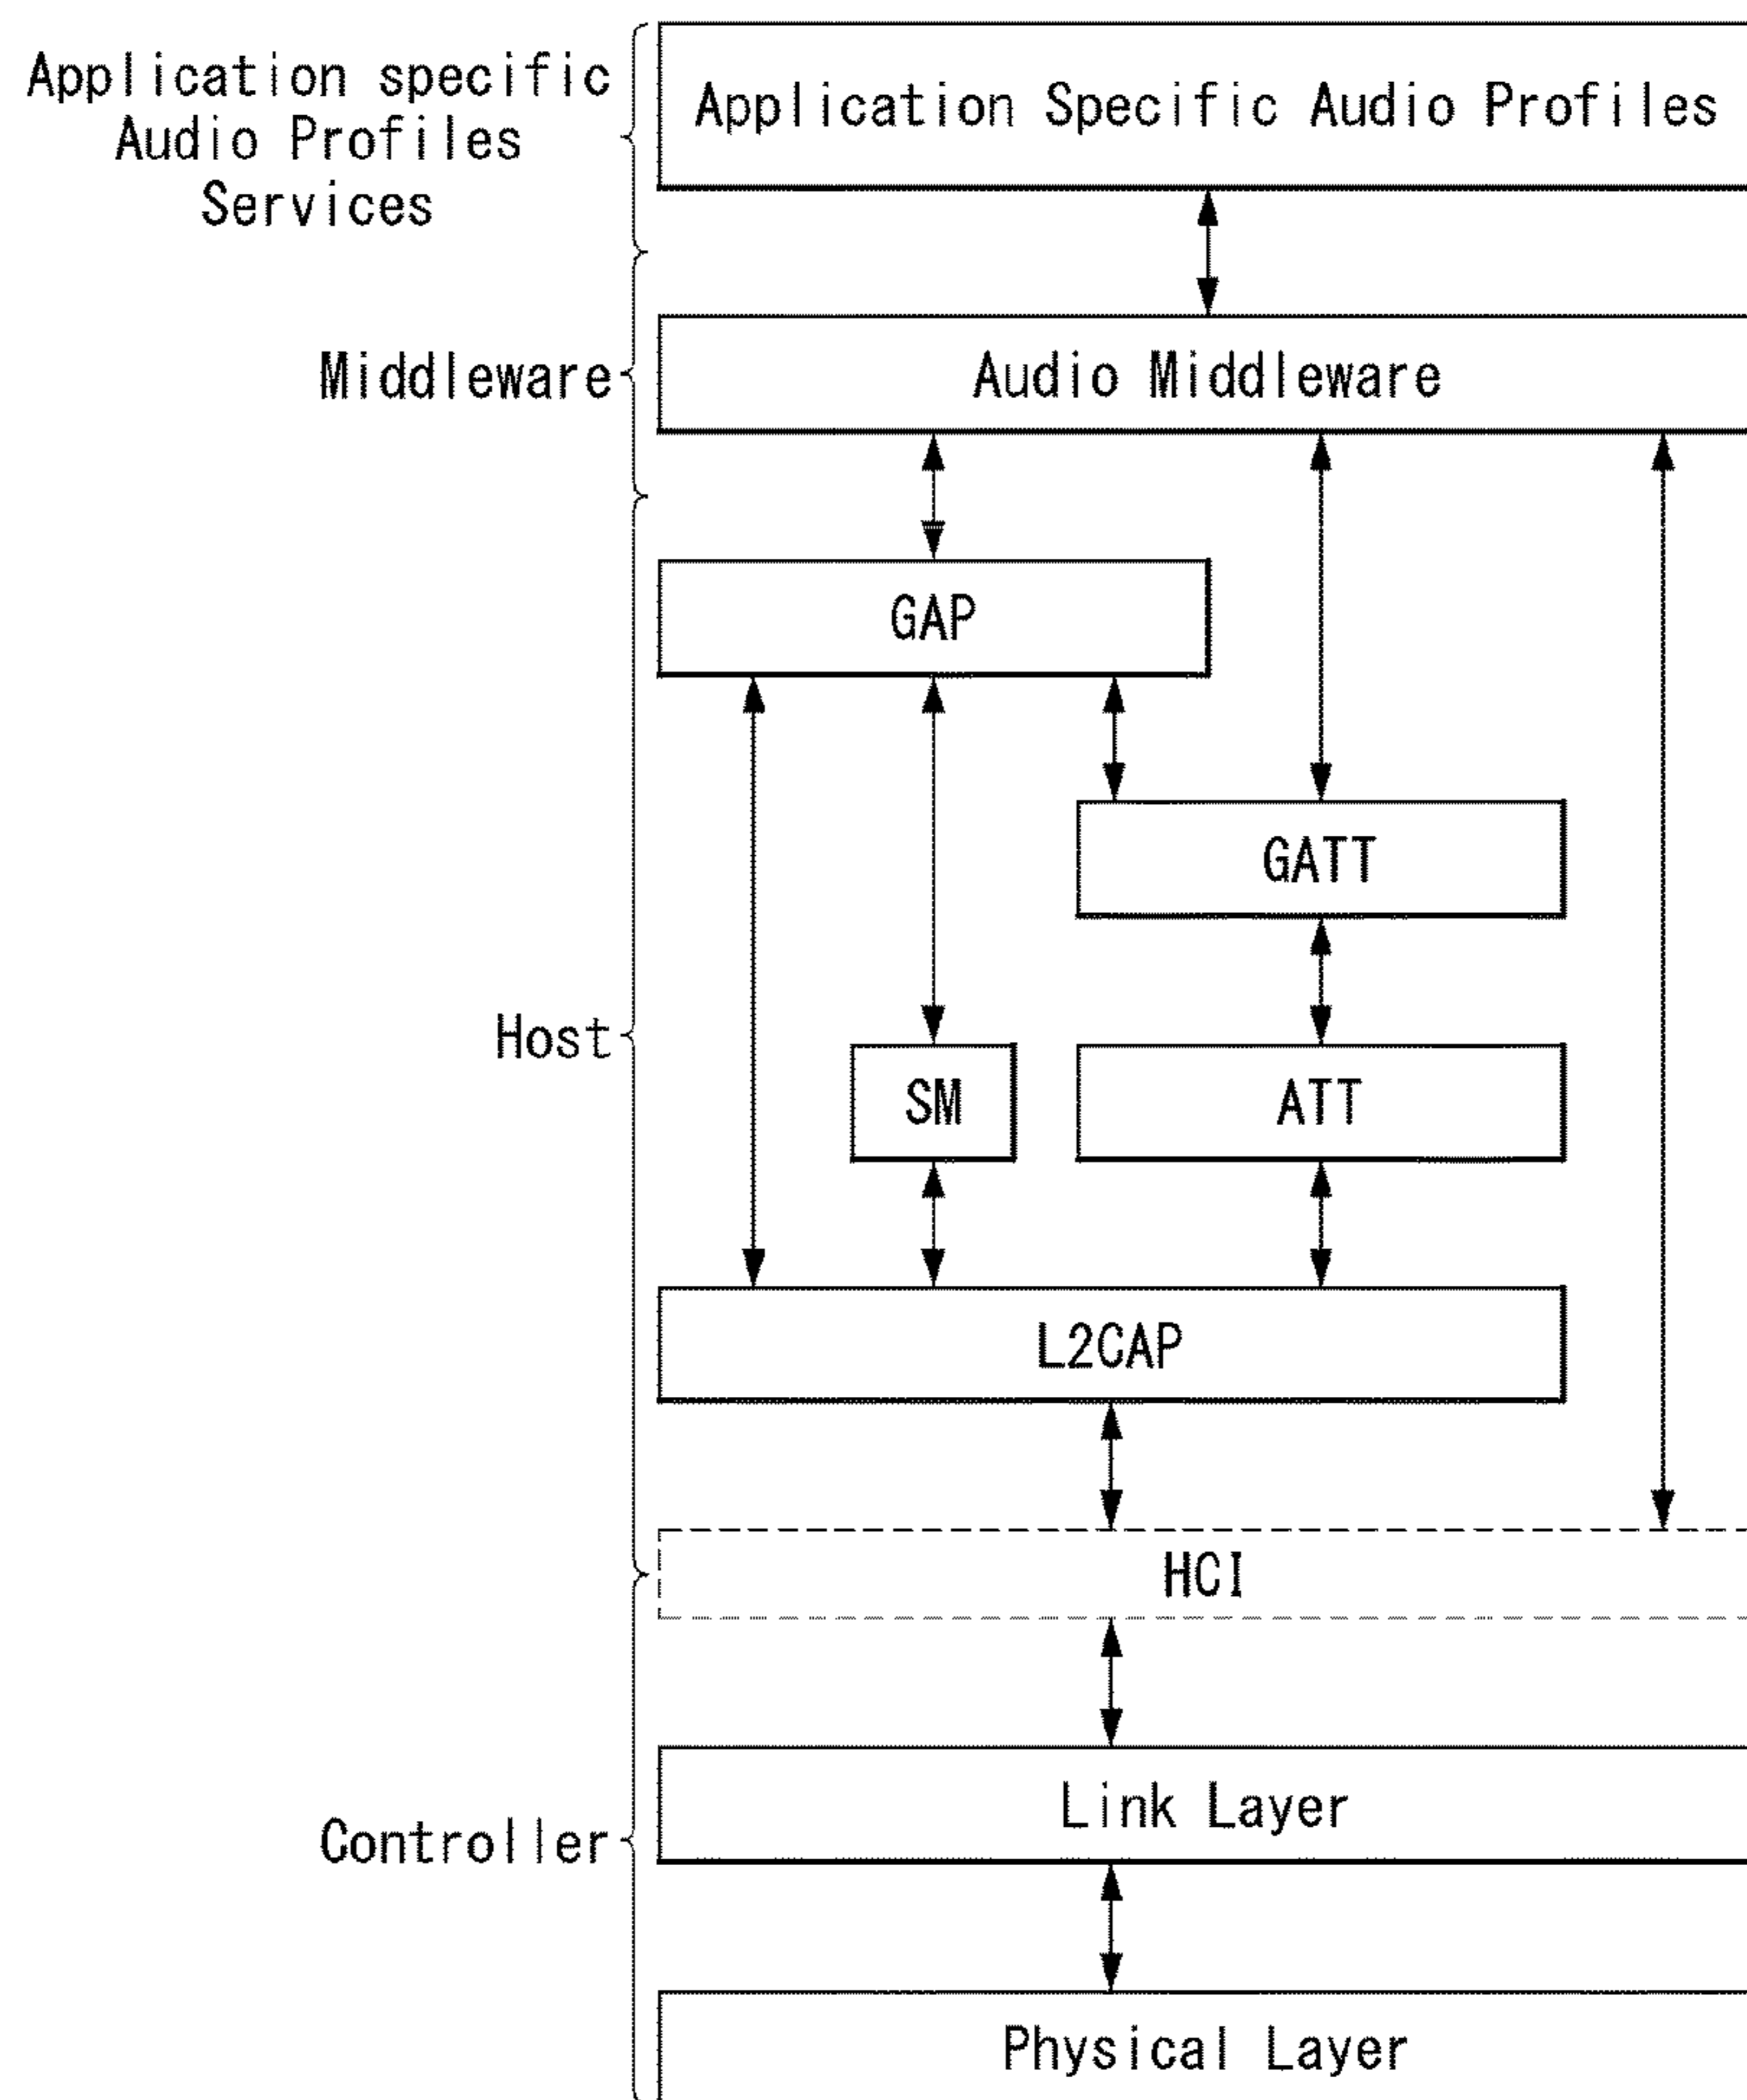 Application specific
Audio Profiles
Services
Application Specific Audio Profiles
Middleware
Audio Middleware
GAP
GATT
Host
SM
ATT
L2CAP
HCI
Controller
Link Layer
Physical Layer